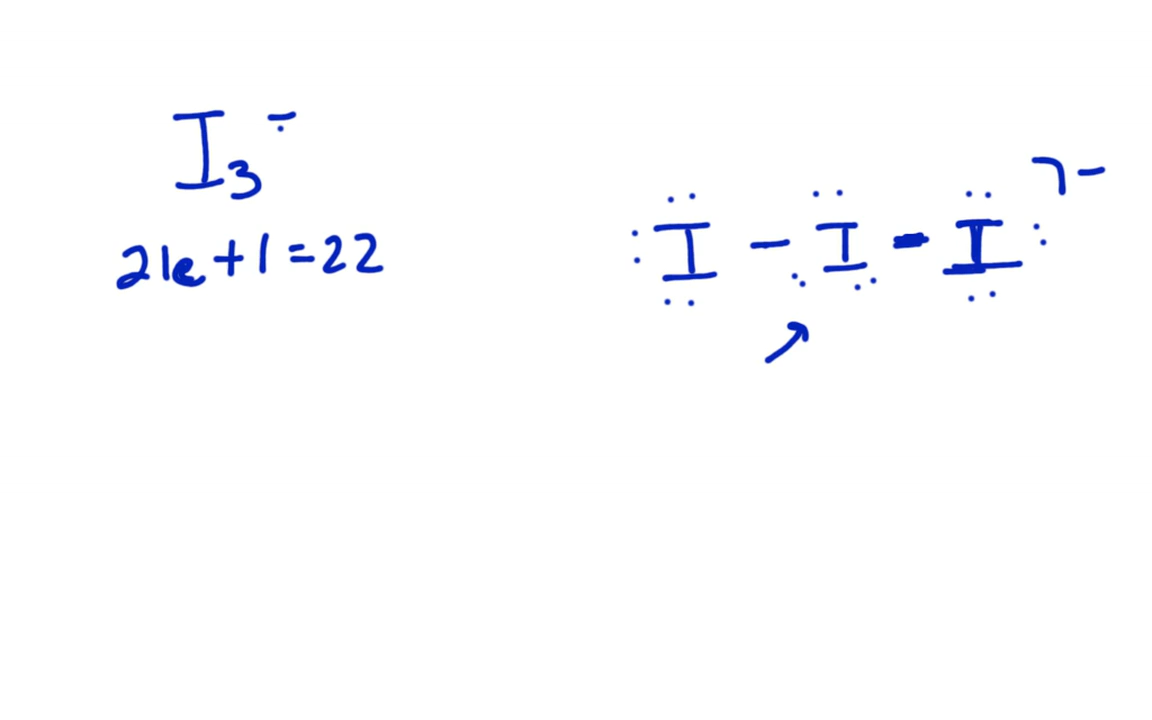 I₃⁻
21e + 1 = 22
I - I - I ⁻